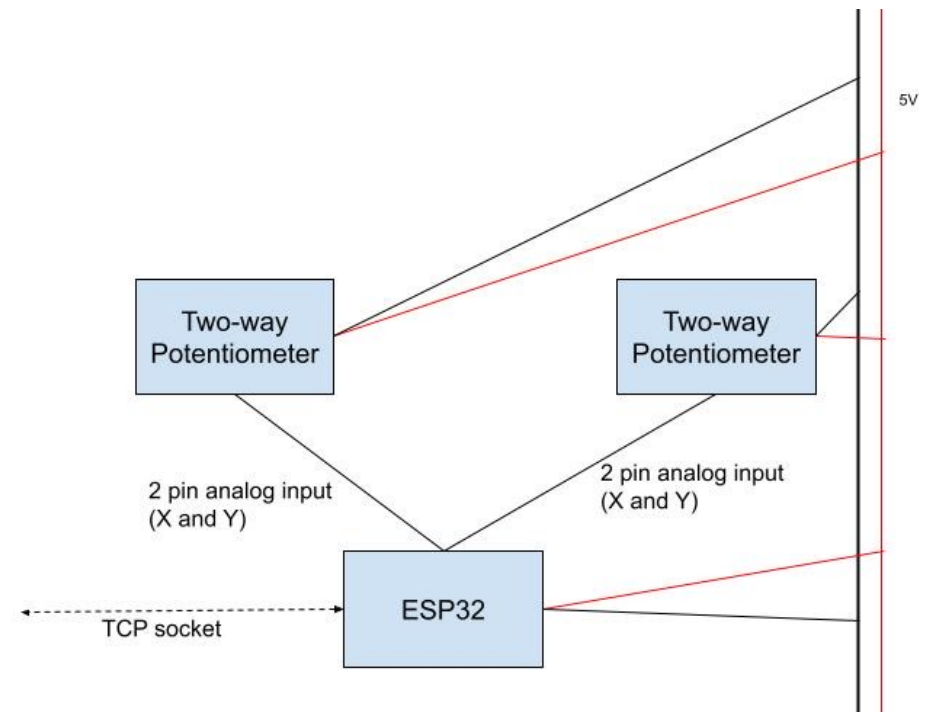 5V
Two-way
Potentiometer
Two-way
Potentiometer
2 pin analog input
(X and Y)
2 pin analog input
(X and Y)
ESP32
TCP socket